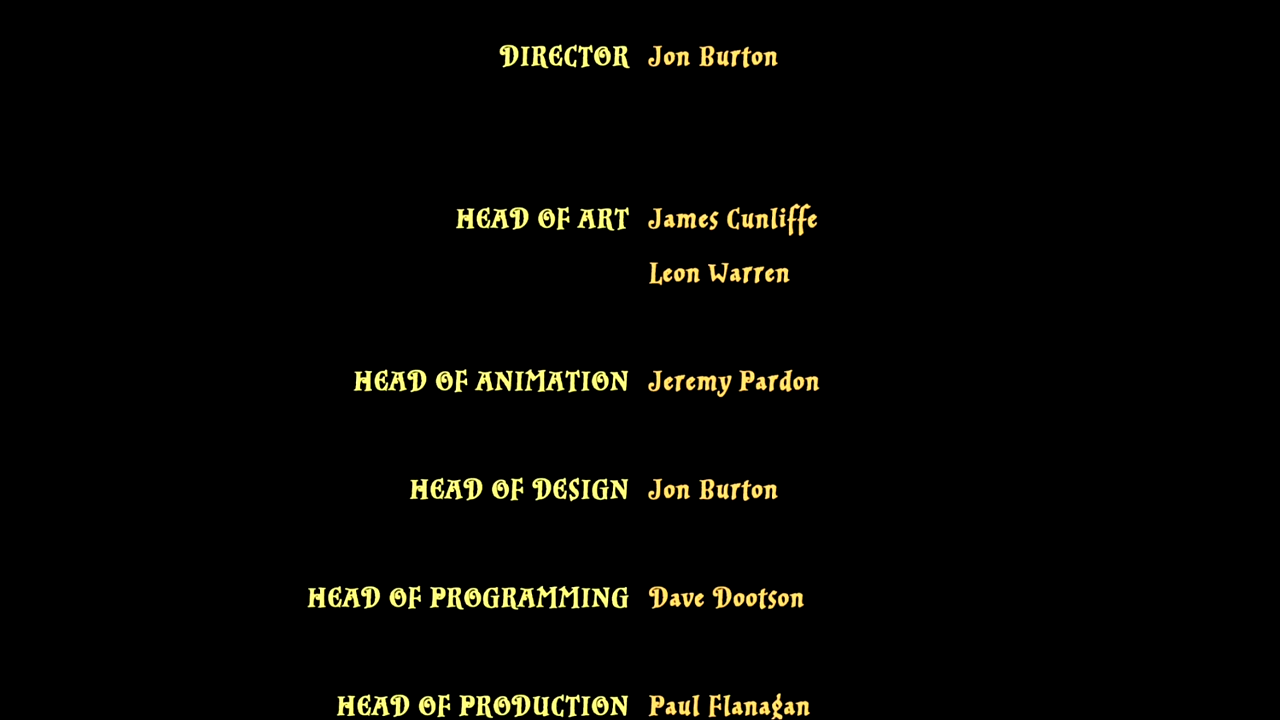 DIRECTOR Jon Burton
HEAD OF ART James Cunliffe
Leon Warren
HEAD OF ANIMATION Jeremy Pardon
HEAD OF DESIGN Jon Burton
HEAD OF PROGRAMMING Dave Dootson
HEAD OF PRODUCTION Paul Flanagan